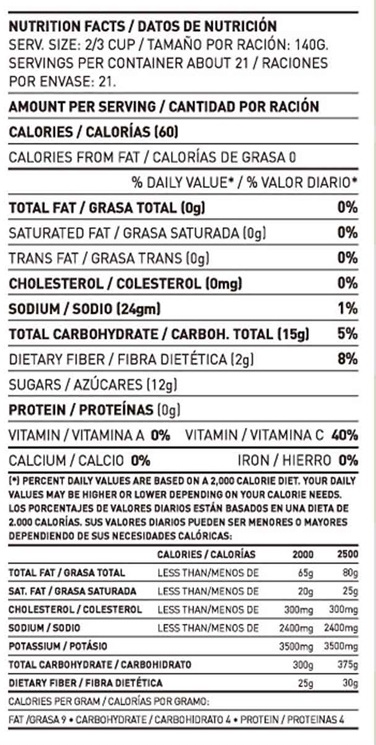 NUTRITION FACTS / DATOS DE NUTRICIÓN
SERV. SIZE: 2/3 CUP / TAMAÑO POR RACIÓN: 140G.
SERVINGS PER CONTAINER ABOUT 21 / RACIONES
POR ENVASE: 21.
AMOUNT PER SERVING / CANTIDAD POR RACIÓN
CALORIES / CALORÍAS (60)
CALORIES FROM FAT / CALORÍAS DE GRASA 0
% DAILY VALUE* / % VALOR DIARIO*
TOTAL FAT / GRASA TOTAL (0g) 0%
SATURATED FAT / GRASA SATURADA (0g) 0%
TRANS FAT / GRASA TRANS (0g) 0%
CHOLESTEROL / COLESTEROL (0mg) 0%
SODIUM / SODIO (24gm) 1%
TOTAL CARBOHYDRATE / CARBOH. TOTAL (15g) 5%
DIETARY FIBER / FIBRA DIETÉTICA (2g) 8%
SUGARS / AZÚCARES (12g)
PROTEIN / PROTEÍNAS (0g)
VITAMIN / VITAMINA A 0% VITAMIN / VITAMINA C 40%
CALCIUM / CALCIO 0% IRON / HIERRO 0%
(*) PERCENT DAILY VALUES ARE BASED ON A 2,000 CALORIE DIET. YOUR DAILY
VALUES MAY BE HIGHER OR LOWER DEPENDING ON YOUR CALORIE NEEDS.
LOS PORCENTAJES DE VALORES DIARIOS ESTÁN BASADOS EN UNA DIETA DE
2.000 CALORÍAS. SUS VALORES DIARIOS PUEDEN SER MENORES O MAYORES
DEPENDIENDO DE SUS NECESIDADES CALÓRICAS:
CALORIES / CALORÍAS 2000 2500
TOTAL FAT / GRASA TOTAL LESS THAN/MENOS DE 65g 80g
SAT. FAT / GRASA SATURADA LESS THAN/MENOS DE 20g 25g
CHOLESTEROL / COLESTEROL LESS THAN/MENOS DE 300mg 300mg
SODIUM / SODIO LESS THAN/MENOS DE 2400mg 2400mg
POTASSIUM / POTÁSIO 3500mg 3500mg
TOTAL CARBOHYDRATE / CARBOHIDRATO 300g 375g
DIETARY FIBER / FIBRA DIETÉTICA 25g 30g
CALORIES PER GRAM / CALORÍAS POR GRAMO:
FAT /GRASA 9 • CARBOHYDRATE / CARBOHIDRATO 4 • PROTEIN / PROTEINAS 4